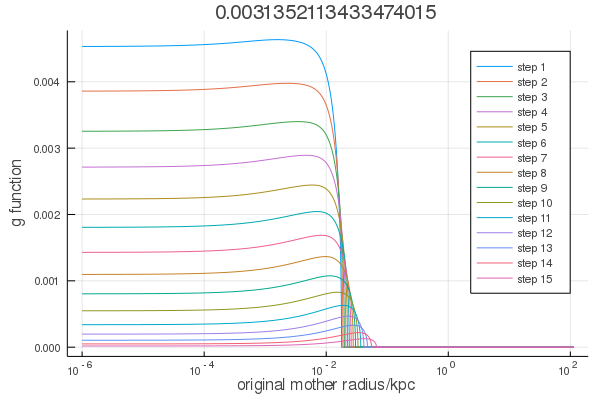 0.0031352113433474015
g function
0.004
0.003
0.002
0.001
0.000
10⁻⁶
10⁻⁴
10⁻²
10⁰
10²
original mother radius/kpc
step 1
step 2
step 3
step 4
step 5
step 6
step 7
step 8
step 9
step 10
step 11
step 12
step 13
step 14
step 15